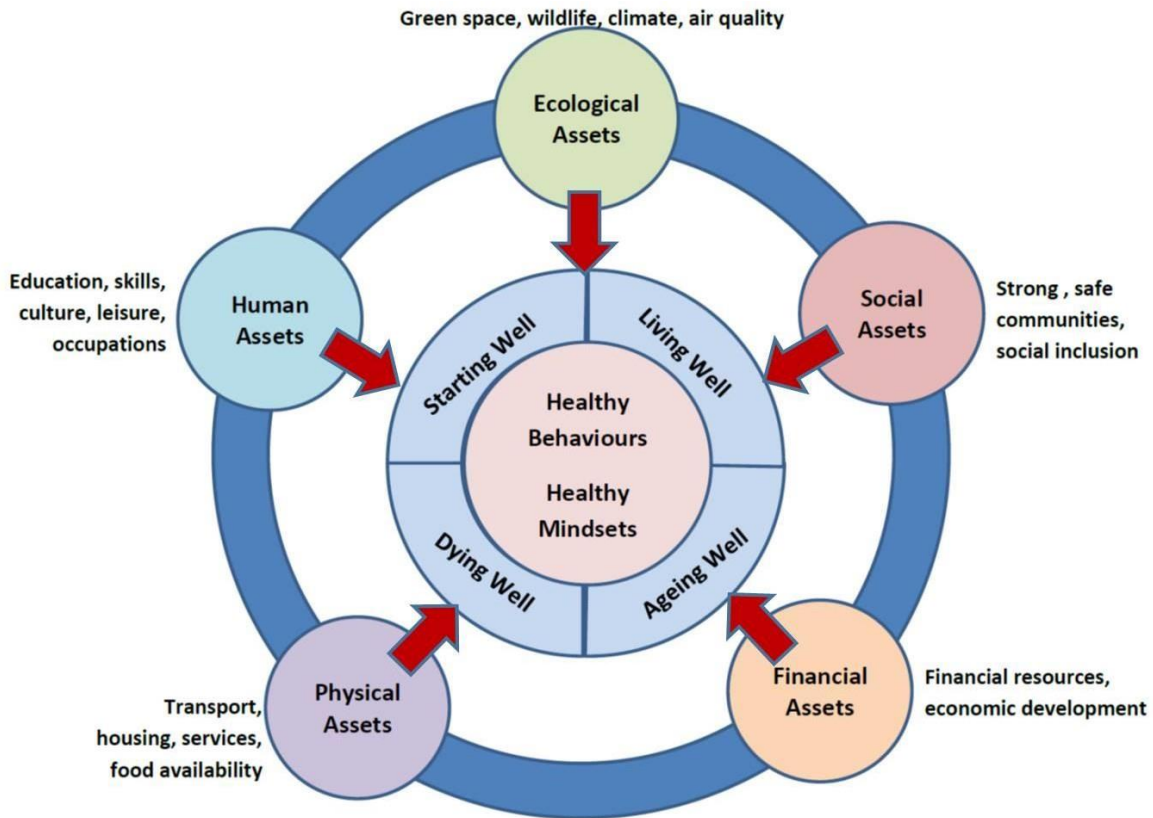 Green space, wildlife, climate, air quality
Ecological
Assets
Education, skills,
culture, leisure,
occupations
Human
Assets
Social
Assets
Strong , safe
communities,
social inclusion
Starting Well
Living Well
Healthy
Behaviours
Healthy
Mindsets
Dying Well
Ageing Well
Transport,
housing, services,
food availability
Physical
Assets
Financial
Assets
Financial resources,
economic development